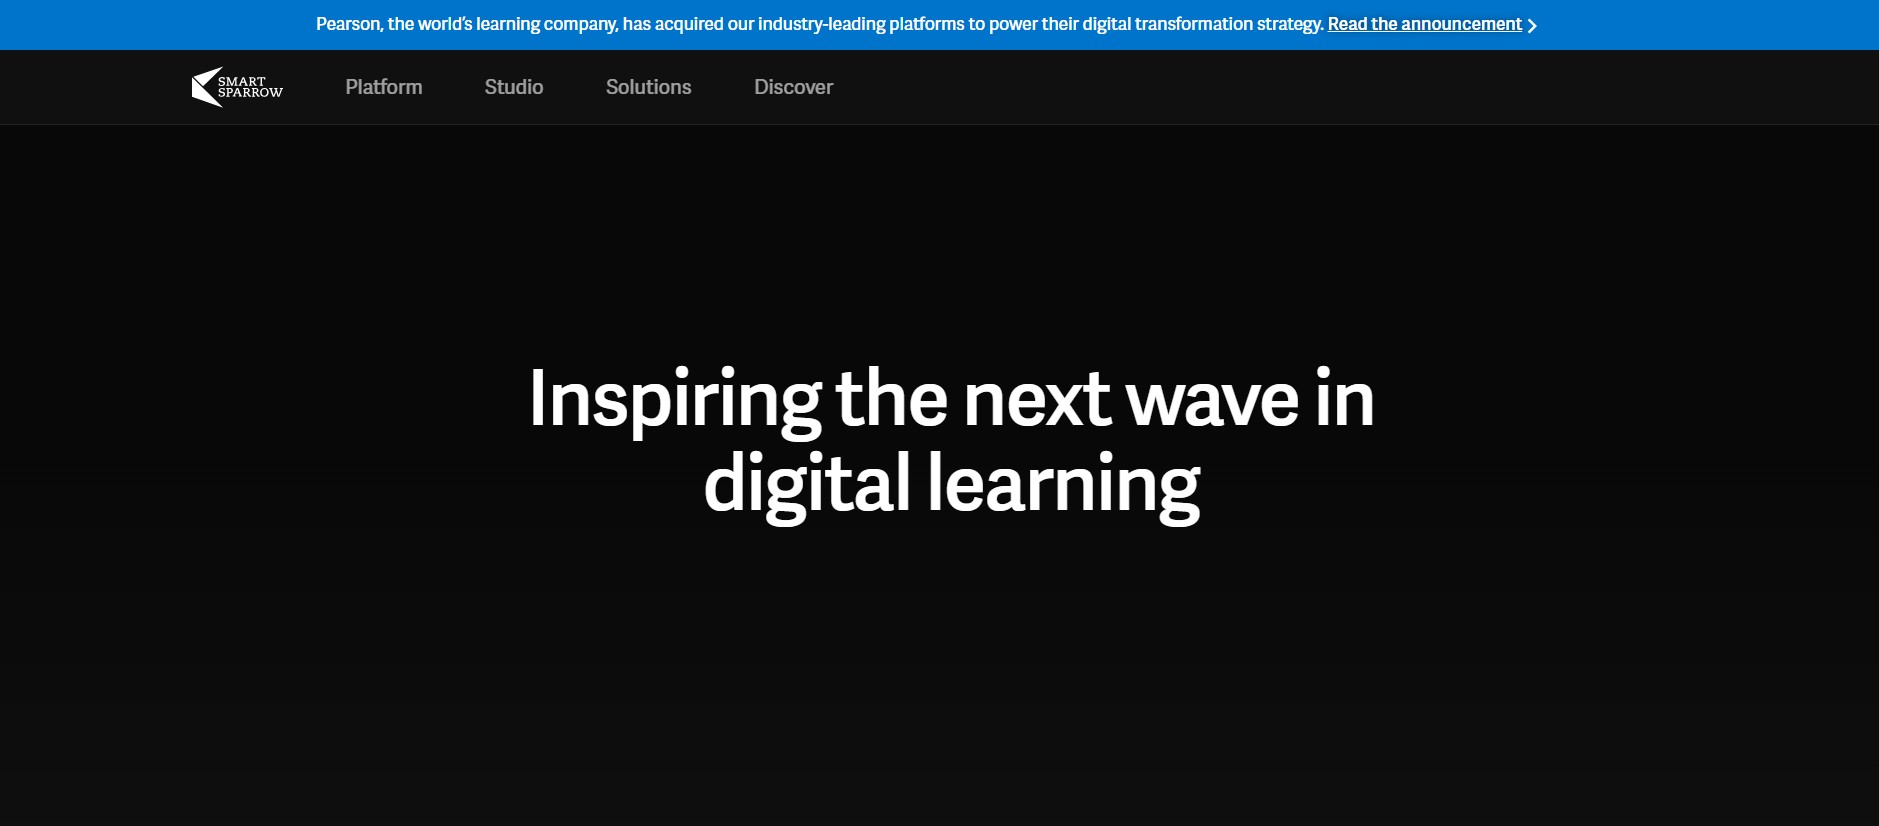 Pearson, the world's learning company, has acquired our industry-leading platforms to power their digital transformation strategy. Read the announcement
SMART
SPARROW
Platform
Studio
Solutions
Discover
Inspiring the next wave in
digital learning